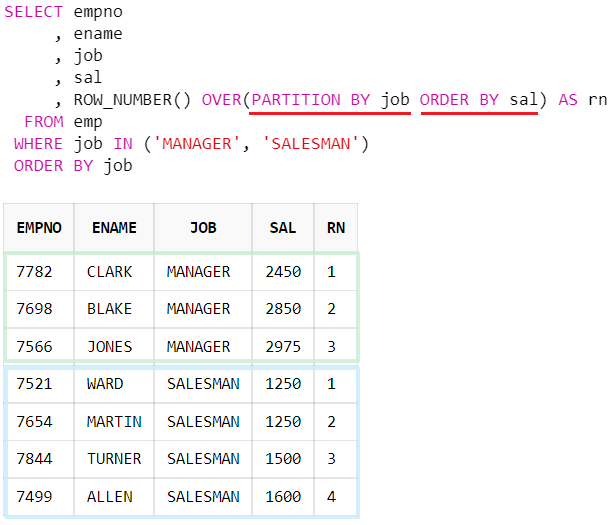 SELECT empno
, ename
, job
, sal
, ROW_NUMBER() OVER(PARTITION BY job ORDER BY sal) AS rn
FROM emp
WHERE job IN ('MANAGER', 'SALESMAN')
ORDER BY job
EMPNO ENAME JOB SAL RN
7782 CLARK MANAGER 2450 1
7698 BLAKE MANAGER 2850 2
7566 JONES MANAGER 2975 3
7521 WARD SALESMAN 1250 1
7654 MARTIN SALESMAN 1250 2
7844 TURNER SALESMAN 1500 3
7499 ALLEN SALESMAN 1600 4